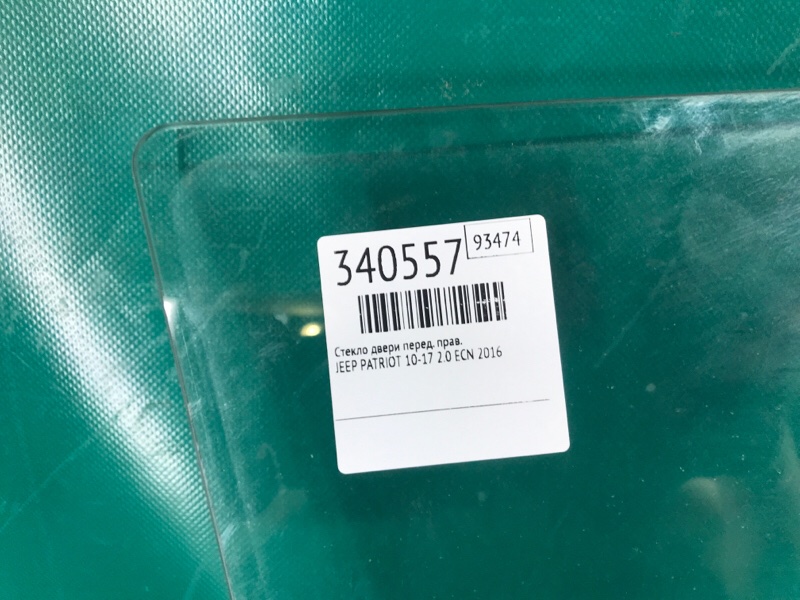 340557 93474
Стекло двери перед. прав.
JEEP PATRIOT 10-17 2.0 ECN 2016